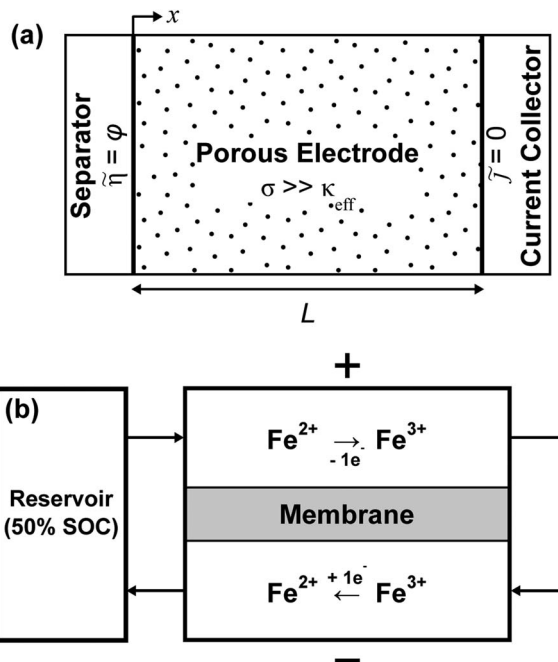 (a)
x
Separator
η̃ = φ
Porous Electrode
σ >> κeff
j̃ = 0
Current Collector
L
+
(b)
Reservoir
(50% SOC)
Fe2+ → Fe3+
- 1e-
Membrane
+ 1e-
Fe2+ ← Fe3+
–